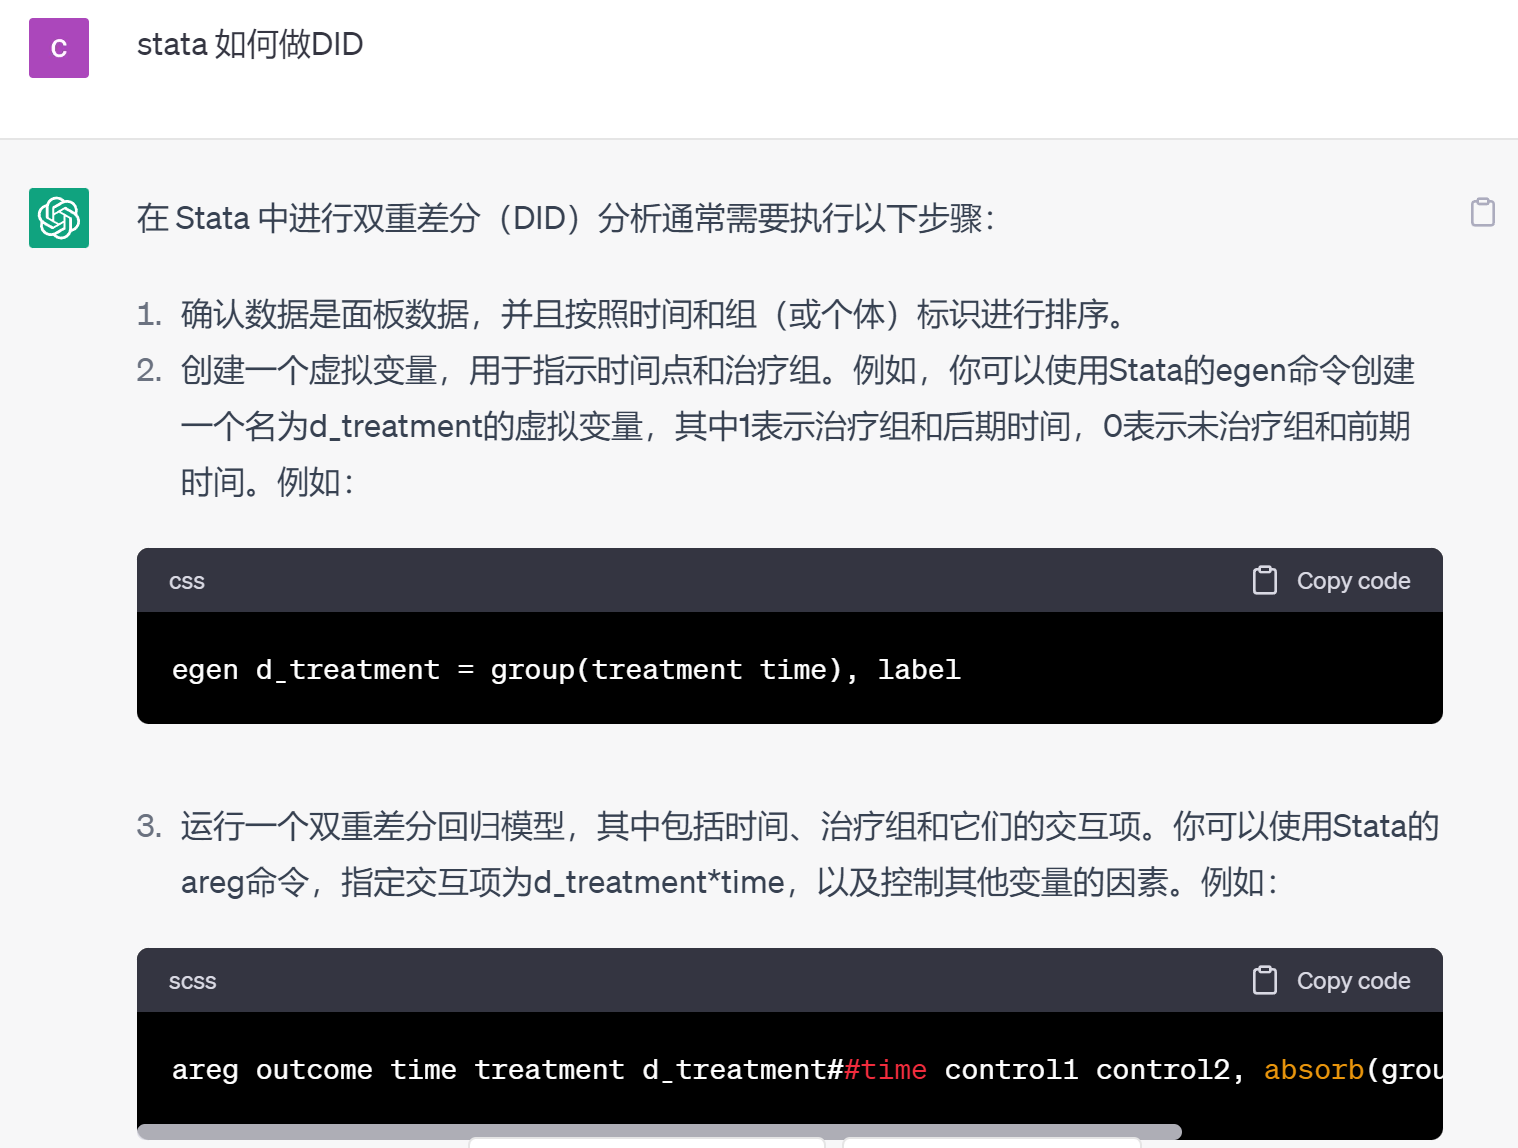 C
stata 如何做DID
在 Stata 中进行双重差分（DID）分析通常需要执行以下步骤：
1. 确认数据是面板数据，并且按照时间和组（或个体）标识进行排序。
2. 创建一个虚拟变量，用于指示时间点和治疗组。例如，你可以使用Stata的egen命令创建
一个名为d_treatment的虚拟变量，其中1表示治疗组和后期时间，0表示未治疗组和前期
时间。例如：
css Copy code
egen d_treatment = group(treatment time), label
3. 运行一个双重差分回归模型，其中包括时间、治疗组和它们的交互项。你可以使用Stata的
areg命令，指定交互项为d_treatment*time，以及控制其他变量的因素。例如：
scss Copy code
areg outcome time treatment d_treatment##time control1 control2, absorb(grou